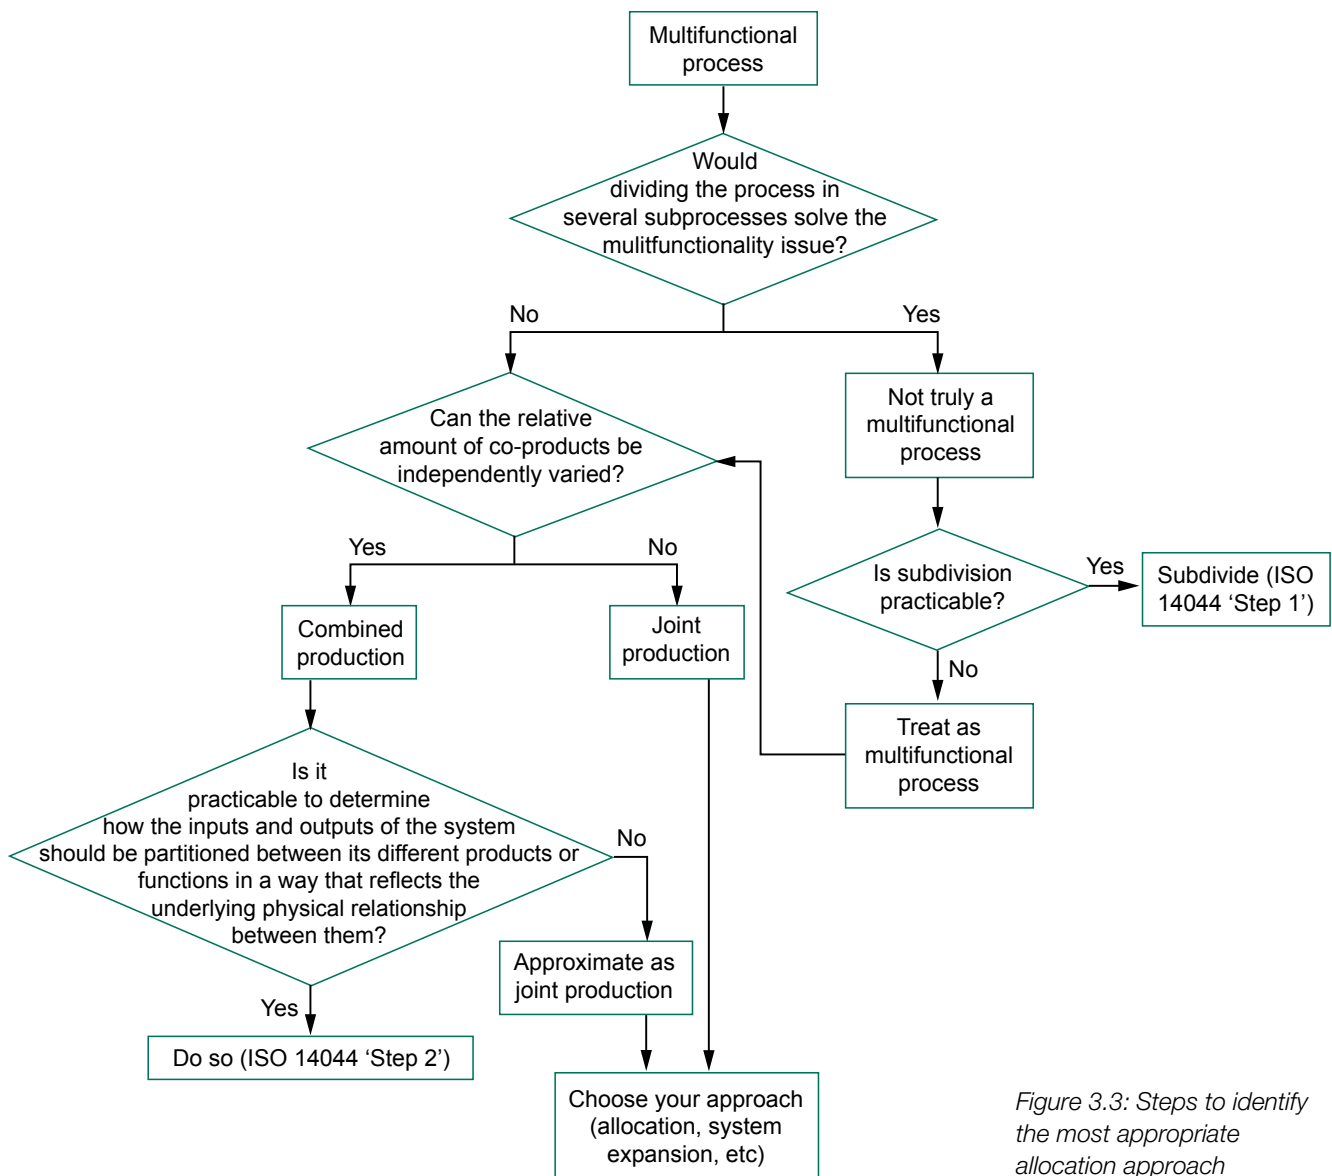 Multifunctional
process
Would
dividing the process in
several subprocesses solve the
mulitfunctionality issue?
No
Yes
Can the relative
amount of co-products be
independently varied?
Not truly a
multifunctional
process
Yes
No
Is subdivision
practicable?
Yes
Subdivide (ISO
14044 ‘Step 1’)
Combined
production
Joint
production
No
Treat as
multifunctional
process
Is it
practicable to determine
how the inputs and outputs of the system
should be partitioned between its different products or
functions in a way that reflects the
underlying physical relationship
between them?
No
Approximate as
joint production
Yes
Do so (ISO 14044 ‘Step 2’)
Choose your approach
(allocation, system
expansion, etc)
Figure 3.3: Steps to identify
the most appropriate
allocation approach